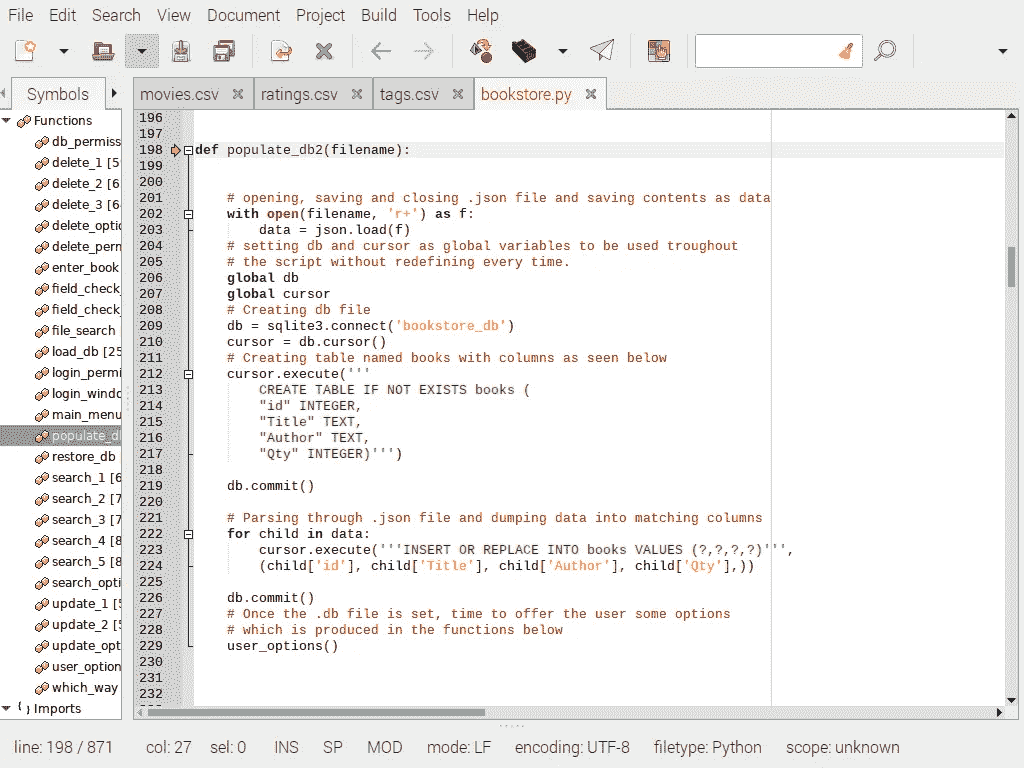 File Edit Search View Document Project Build Tools Help
Symbols
movies.csv ratings.csv tags.csv bookstore.py
Functions
db_permiss
delete_1 [5
delete_2 [6
delete_3 [6
delete_optio
delete_perm
enter_book
field_check
field_check
file_search
load_db [25
login_permi
login_windo
main_menu
populate_d
restore_db
search_1 [6
search_2 [7
search_3 [7
search_4 [8
search_5 [8
search_opti
update_1 [5
update_2 [5
update_opt
user_option
which_way
Imports
196
197
198 def populate_db2(filename):
199
200
201 # opening, saving and closing .json file and saving contents as data
202 with open(filename, 'r+') as f:
203 data = json.load(f)
204 # setting db and cursor as global variables to be used troughout
205 # the script without redefining every time.
206 global db
207 global cursor
208 # Creating db file
209 db = sqlite3.connect('bookstore_db')
210 cursor = db.cursor()
211 # Creating table named books with columns as seen below
212 cursor.execute('''
213 CREATE TABLE IF NOT EXISTS books (
214 "id" INTEGER,
215 "Title" TEXT,
216 "Author" TEXT,
217 "Qty" INTEGER)''')
218
219 db.commit()
220
221 # Parsing through .json file and dumping data into matching columns
222 for child in data:
223 cursor.execute('''INSERT OR REPLACE INTO books VALUES (?,?,?,?)''',
224 (child['id'], child['Title'], child['Author'], child['Qty'],))
225
226 db.commit()
227 # Once the .db file is set, time to offer the user some options
228 # which is produced in the functions below
229 user_options()
230
231
232
line: 198 / 871 col: 27 sel: 0 INS SP MOD mode: LF encoding: UTF-8 filetype: Python scope: unknown